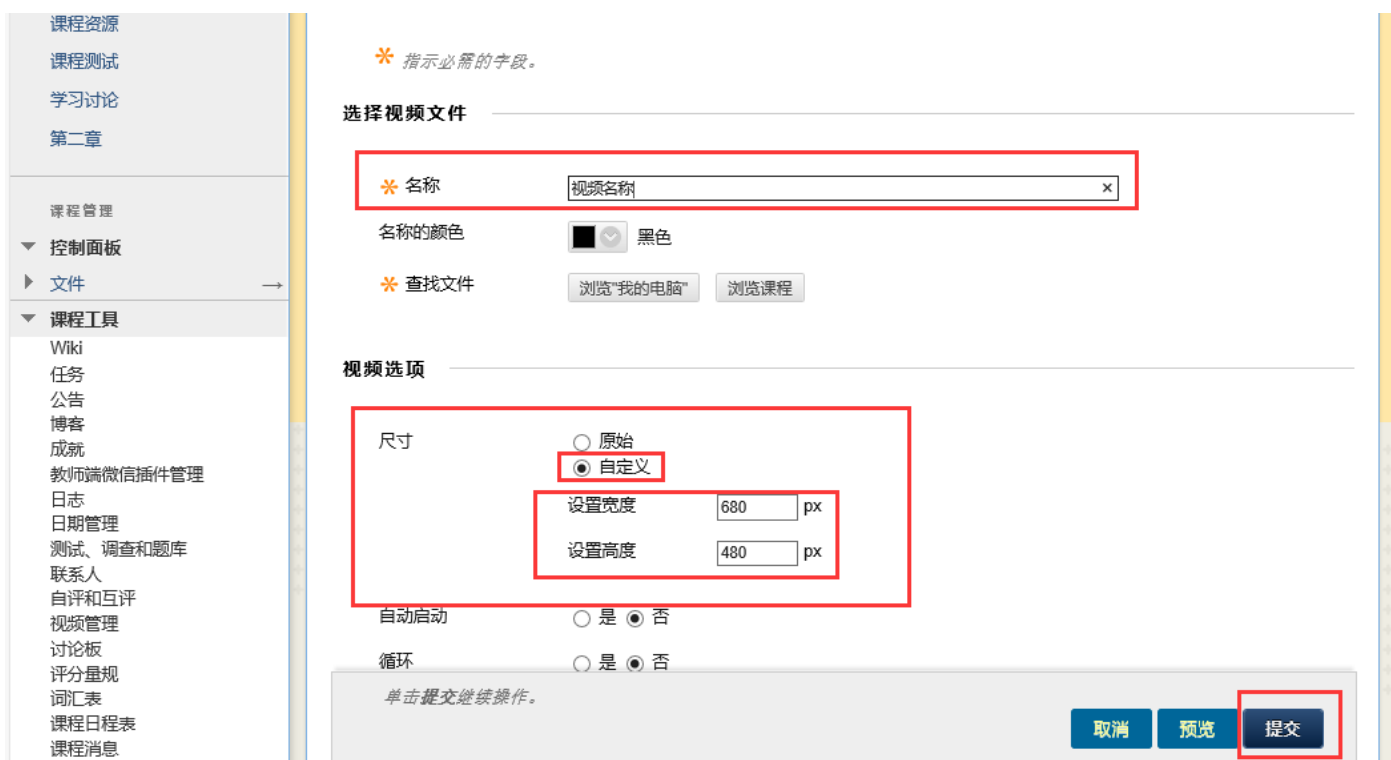 课程资源
课程测试
学习讨论
第二章
课程管理
控制面板
文件 →
课程工具
Wiki
任务
公告
博客
成就
教师端微信插件管理
日志
日期管理
测试、调查和题库
联系人
自评和互评
视频管理
讨论板
评分量规
词汇表
课程日程表
课程消息
* 指示必需的字段。
选择视频文件
* 名称 视频名称 ×
名称的颜色 黑色
* 查找文件 浏览"我的电脑" 浏览课程
视频选项
尺寸 原始
自定义
设置宽度 680 px
设置高度 480 px
自动启动 是 否
循环 是 否
单击提交继续操作。
取消 预览 提交